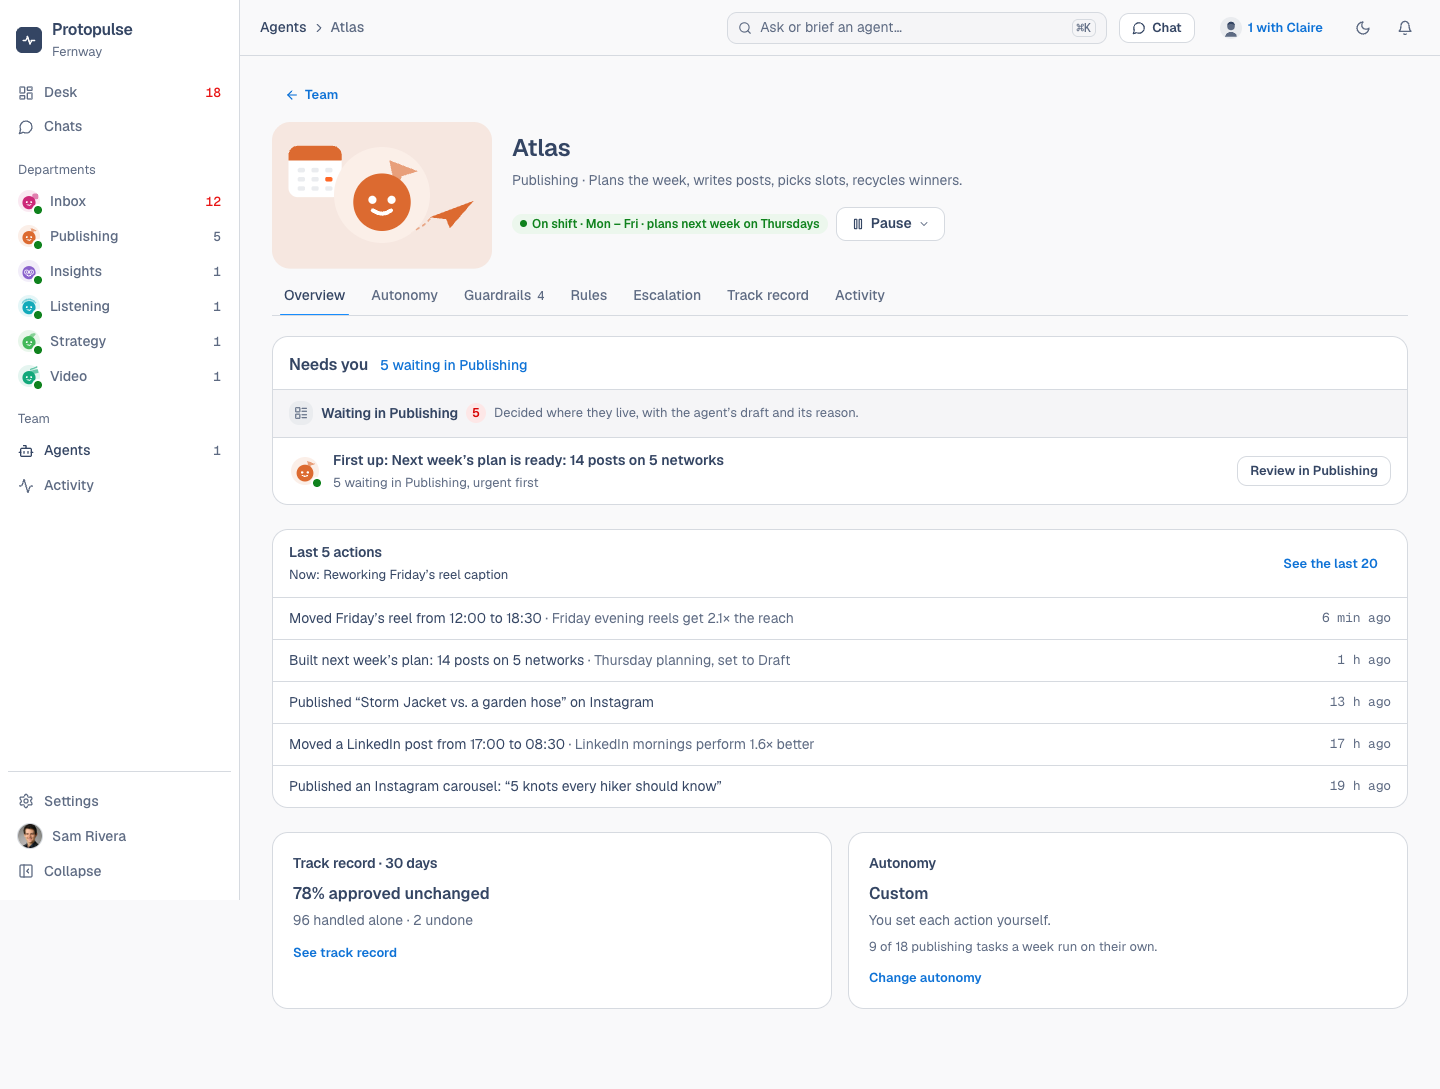 Protopulse
Fernway
Desk 18
Chats
Departments
Inbox 12
Publishing 5
Insights 1
Listening 1
Strategy 1
Video 1
Team
Agents 1
Activity
Settings
Sam Rivera
Collapse
Agents > Atlas
Ask or brief an agent… ⌘K
Chat
1 with Claire
← Team
Atlas
Publishing · Plans the week, writes posts, picks slots, recycles winners.
On shift · Mon – Fri · plans next week on Thursdays
Pause
Overview Autonomy Guardrails 4 Rules Escalation Track record Activity
Needs you 5 waiting in Publishing
Waiting in Publishing 5 Decided where they live, with the agent’s draft and its reason.
First up: Next week’s plan is ready: 14 posts on 5 networks
5 waiting in Publishing, urgent first
Review in Publishing
Last 5 actions
Now: Reworking Friday’s reel caption
See the last 20
Moved Friday’s reel from 12:00 to 18:30 · Friday evening reels get 2.1× the reach 6 min ago
Built next week’s plan: 14 posts on 5 networks · Thursday planning, set to Draft 1 h ago
Published “Storm Jacket vs. a garden hose” on Instagram 13 h ago
Moved a LinkedIn post from 17:00 to 08:30 · LinkedIn mornings perform 1.6× better 17 h ago
Published an Instagram carousel: “5 knots every hiker should know” 19 h ago
Track record · 30 days
78% approved unchanged
96 handled alone · 2 undone
See track record
Autonomy
Custom
You set each action yourself.
9 of 18 publishing tasks a week run on their own.
Change autonomy